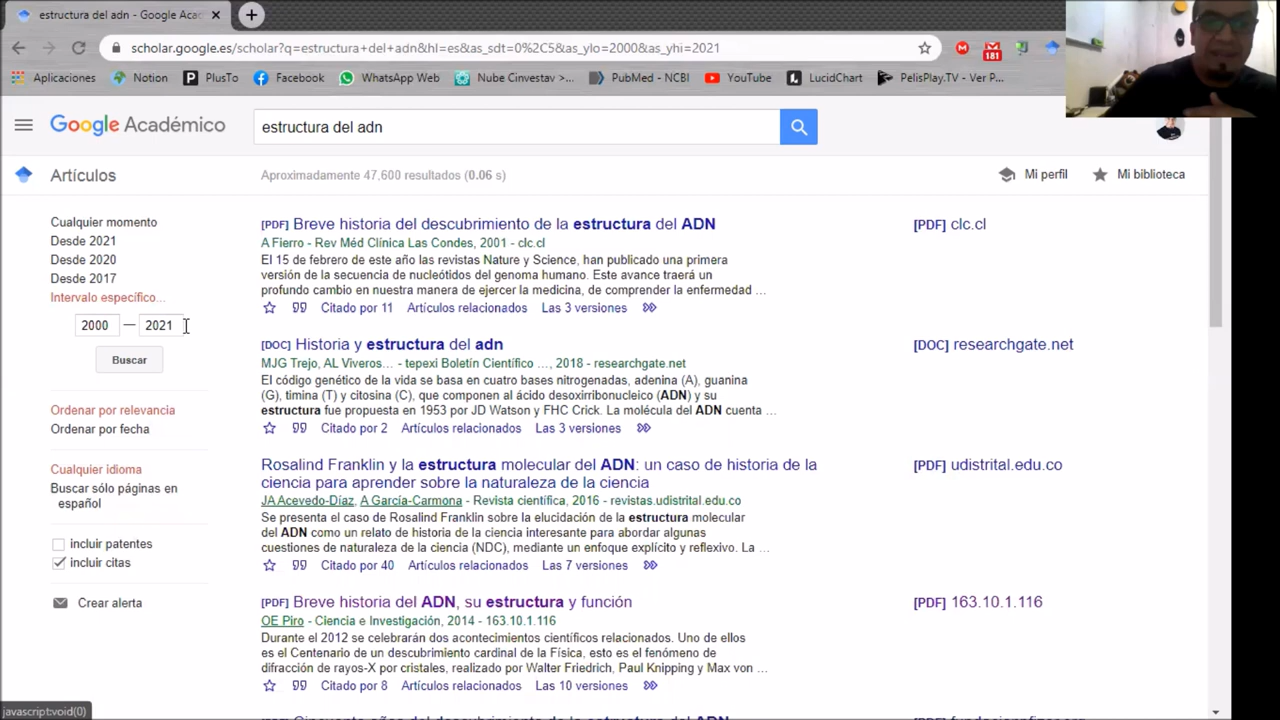 estructura del adn - Google Aca
scholar.google.es/scholar?q=estructura+del+adn&hl=es&as_sdt=0%2C5&as_ylo=2000&as_yhi=2021
181
Aplicaciones Notion PlusTo Facebook WhatsApp Web Nube Cinvestav >... PubMed - NCBI YouTube LucidChart PelisPlay.TV - Ver P...
Google Académico
estructura del adn
Artículos
Aproximadamente 47,600 resultados (0.06 s)
Mi perfil
Mi biblioteca
Cualquier momento
Desde 2021
Desde 2020
Desde 2017
Intervalo específico...
2000 — 2021
Buscar
Ordenar por relevancia
Ordenar por fecha
Cualquier idioma
Buscar sólo páginas en
español
incluir patentes
incluir citas
Crear alerta
[PDF] Breve historia del descubrimiento de la estructura del ADN
A Fierro - Rev Méd Clínica Las Condes, 2001 - clc.cl
El 15 de febrero de este año las revistas Nature y Science, han publicado una primera
versión de la secuencia de nucleótidos del genoma humano. Este avance traerá un
profundo cambio en nuestra manera de ejercer la medicina, de comprender la enfermedad ...
Citado por 11 Artículos relacionados Las 3 versiones
[PDF] clc.cl
[DOC] Historia y estructura del adn
MJG Trejo, AL Viveros... - tepexi Boletín Científico ..., 2018 - researchgate.net
El código genético de la vida se basa en cuatro bases nitrogenadas, adenina (A), guanina
(G), timina (T) y citosina (C), que componen al ácido desoxirribonucleico (ADN) y su
estructura fue propuesta en 1953 por JD Watson y FHC Crick. La molécula del ADN cuenta ...
Citado por 2 Artículos relacionados Las 3 versiones
[DOC] researchgate.net
Rosalind Franklin y la estructura molecular del ADN: un caso de historia de la
ciencia para aprender sobre la naturaleza de la ciencia
JA Acevedo-Díaz, A García-Carmona - Revista científica, 2016 - revistas.udistrital.edu.co
Se presenta el caso de Rosalind Franklin sobre la elucidación de la estructura molecular
del ADN como un relato de historia de la ciencia interesante para abordar algunas
cuestiones de naturaleza de la ciencia (NDC), mediante un enfoque explícito y reflexivo. La ...
Citado por 40 Artículos relacionados Las 7 versiones
[PDF] udistrital.edu.co
[PDF] Breve historia del ADN, su estructura y función
OE Piro - Ciencia e Investigación, 2014 - 163.10.1.116
Durante el 2012 se celebrarán dos acontecimientos científicos relacionados. Uno de ellos
es el Centenario de un descubrimiento cardinal de la Física, esto es el fenómeno de
difracción de rayos-X por cristales, realizado por Walter Friedrich, Paul Knipping y Max von ...
Citado por 8 Artículos relacionados Las 10 versiones
[PDF] 163.10.1.116
javascript:void(0)